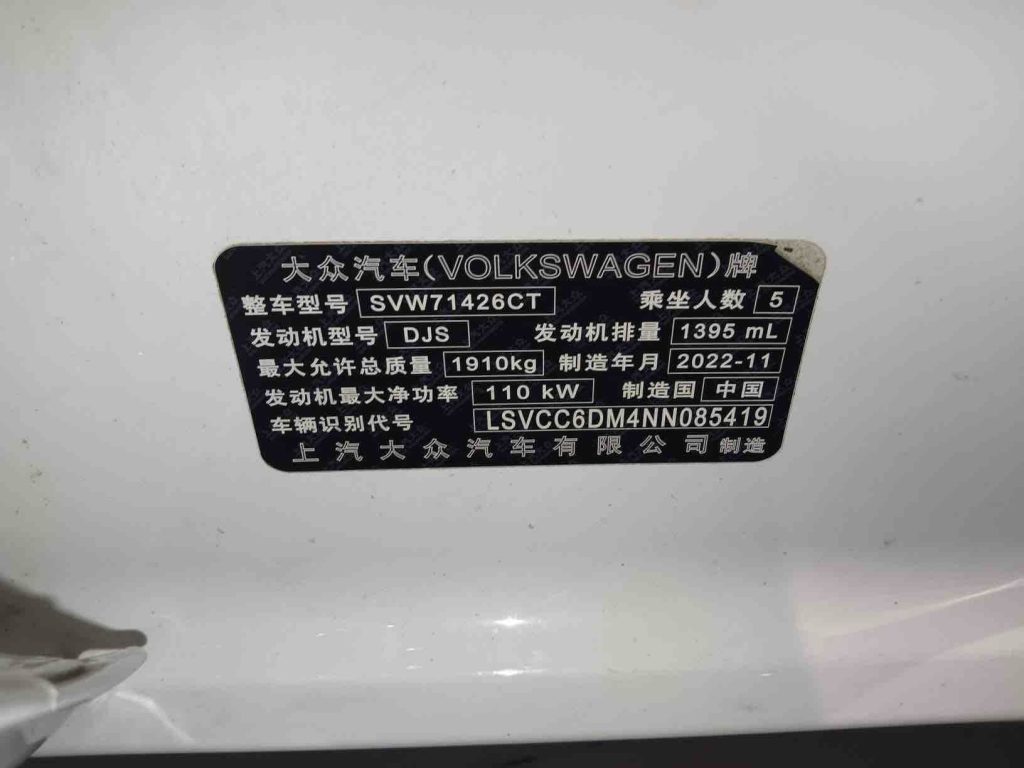 大众汽车(VOLKSWAGEN)牌
整车型号 SVW71426CT 乘坐人数 5
发动机型号 DJS 发动机排量 1395 mL
最大允许总质量 1910kg 制造年月 2022-11
发动机最大净功率 110 kW 制造国 中国
车辆识别代号 LSVCC6DM4NN085419
上汽大众汽车有限公司 制造